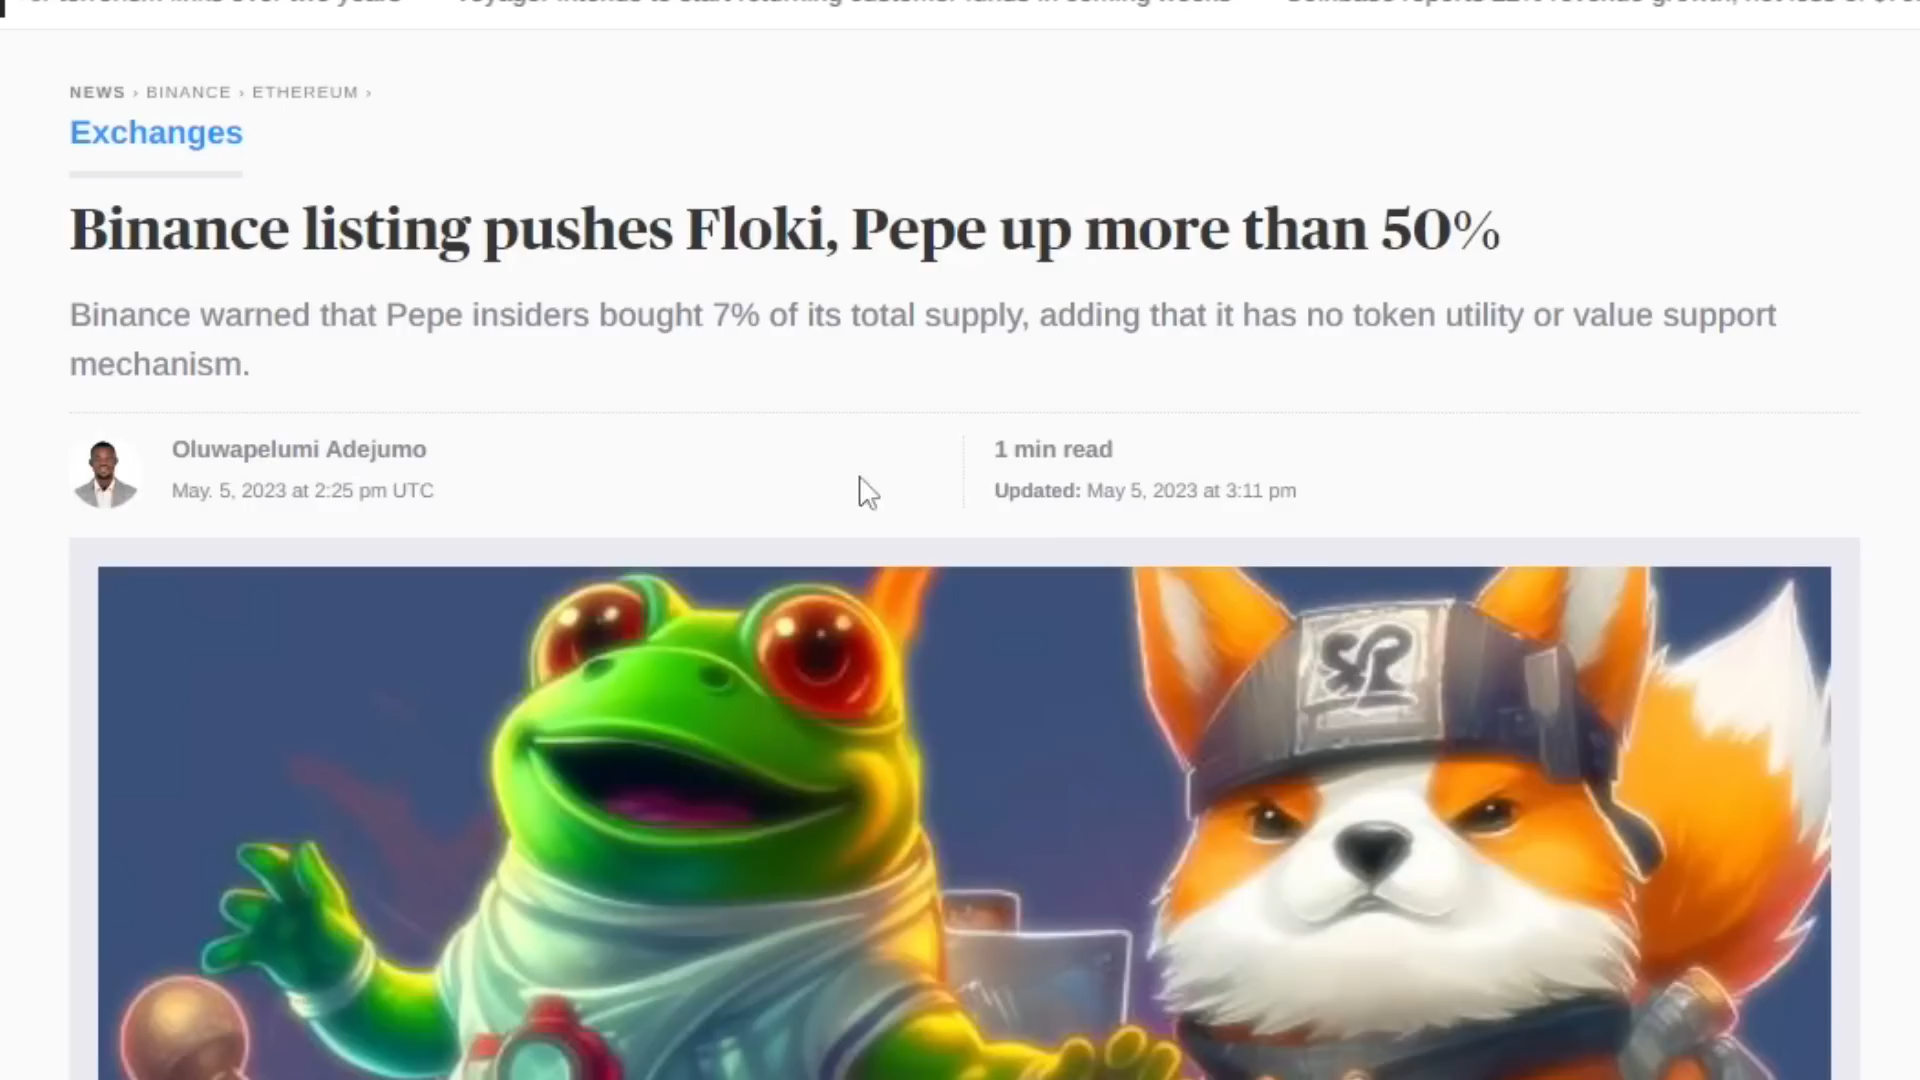 NEWS › BINANCE › ETHEREUM ›
Exchanges
Binance listing pushes Floki, Pepe up more than 50%
Binance warned that Pepe insiders bought 7% of its total supply, adding that it has no token utility or value support
mechanism.
Oluwapelumi Adejumo
May. 5, 2023 at 2:25 pm UTC
1 min read
Updated: May 5, 2023 at 3:11 pm